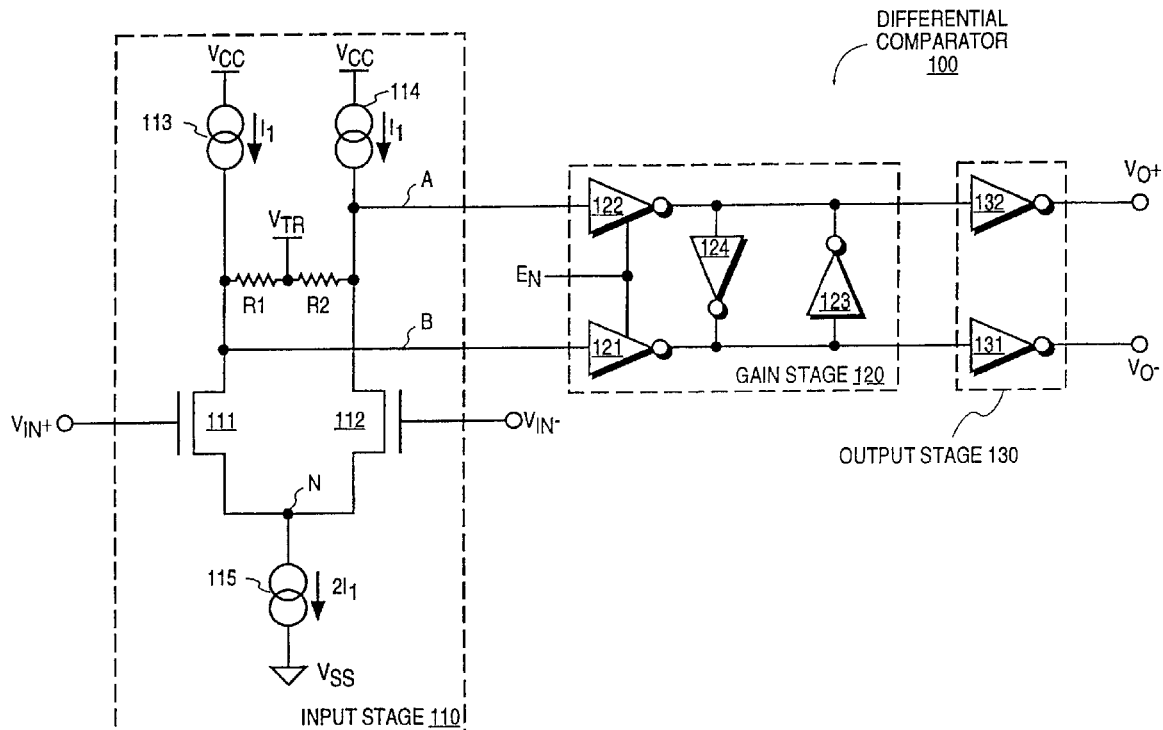 DIFFERENTIAL
COMPARATOR
100
VCC
VCC
113
114
I1
I1
A
VTR
R1
R2
B
VIN+
111
112
VIN-
N
115
2I1
VSS
INPUT STAGE 110
EN
122
121
124
123
GAIN STAGE 120
132
131
VO+
VO-
OUTPUT STAGE 130